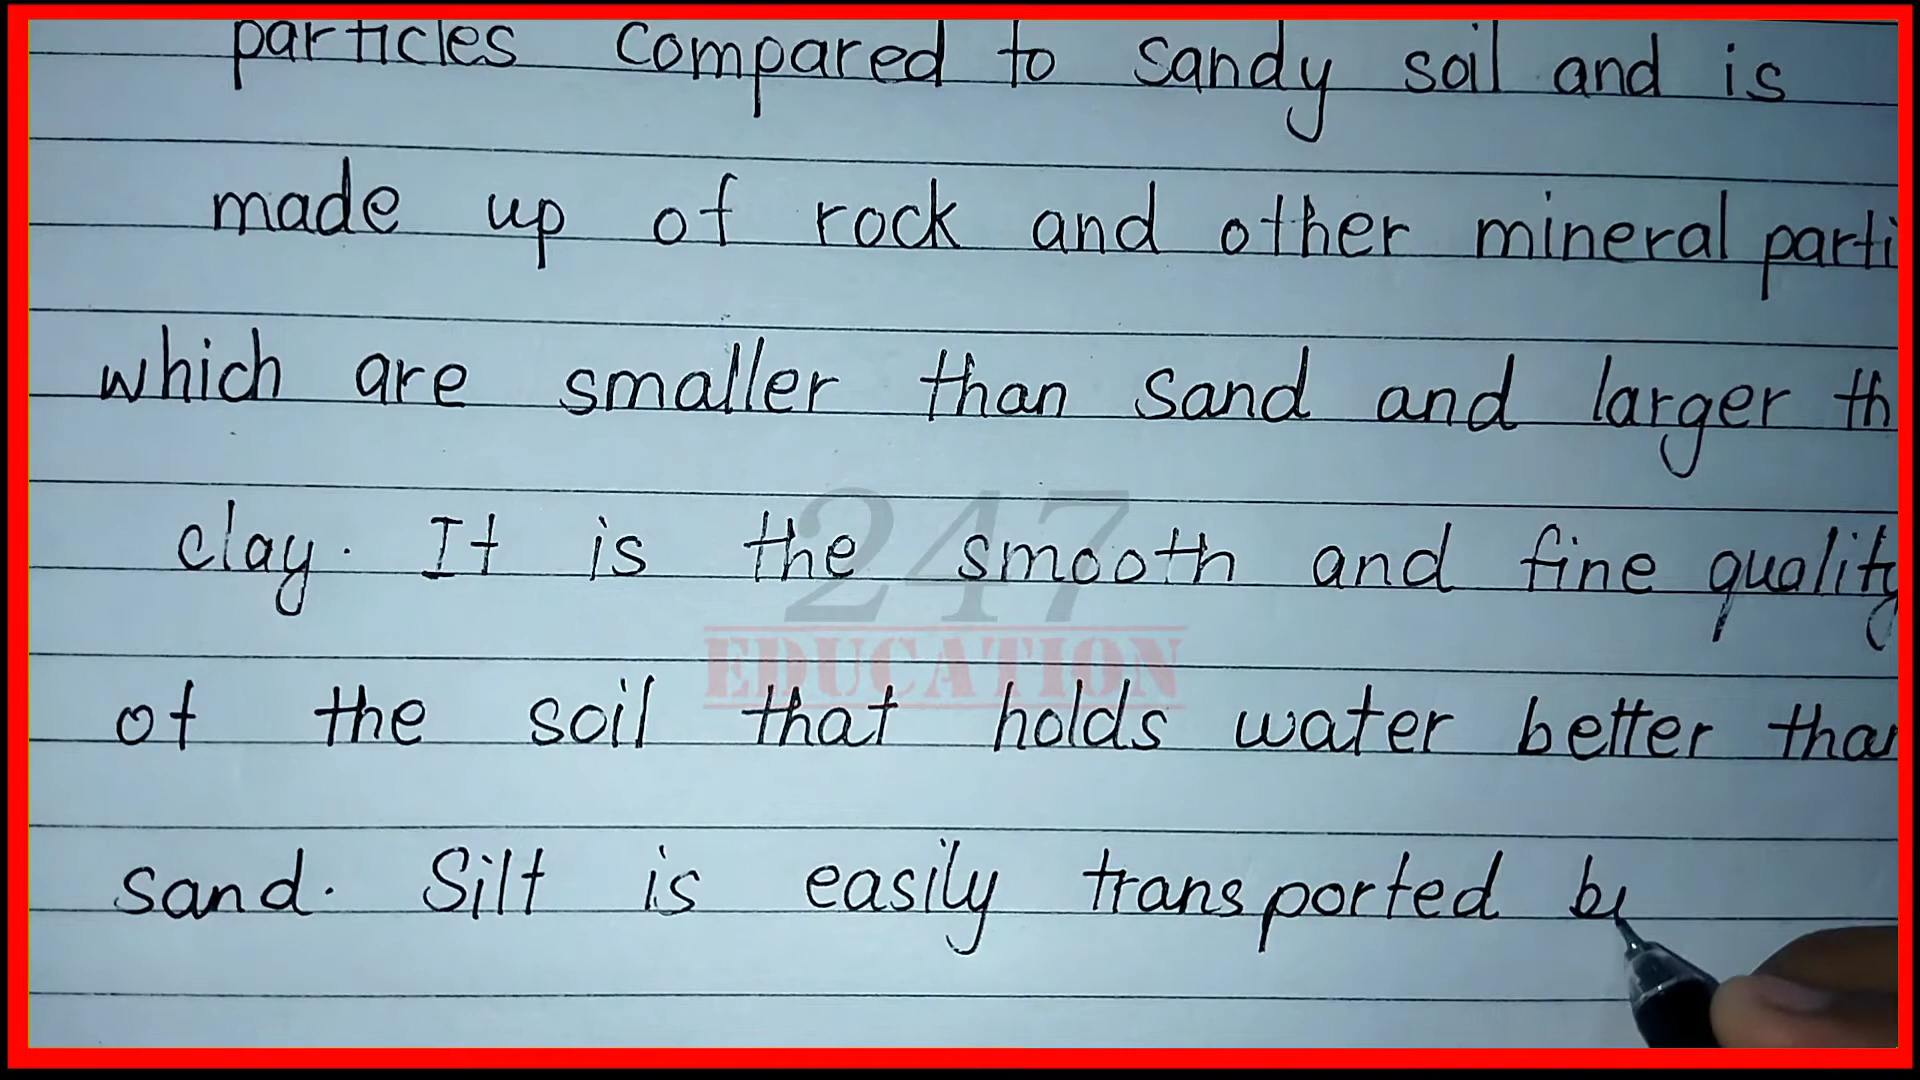 particles compared to sandy soil and is
made up of rock and other mineral parti
which are smaller than sand and larger th
clay. It is the smooth and fine quality
of the soil that holds water better than
sand. Silt is easily transported by
247
EDUCATION